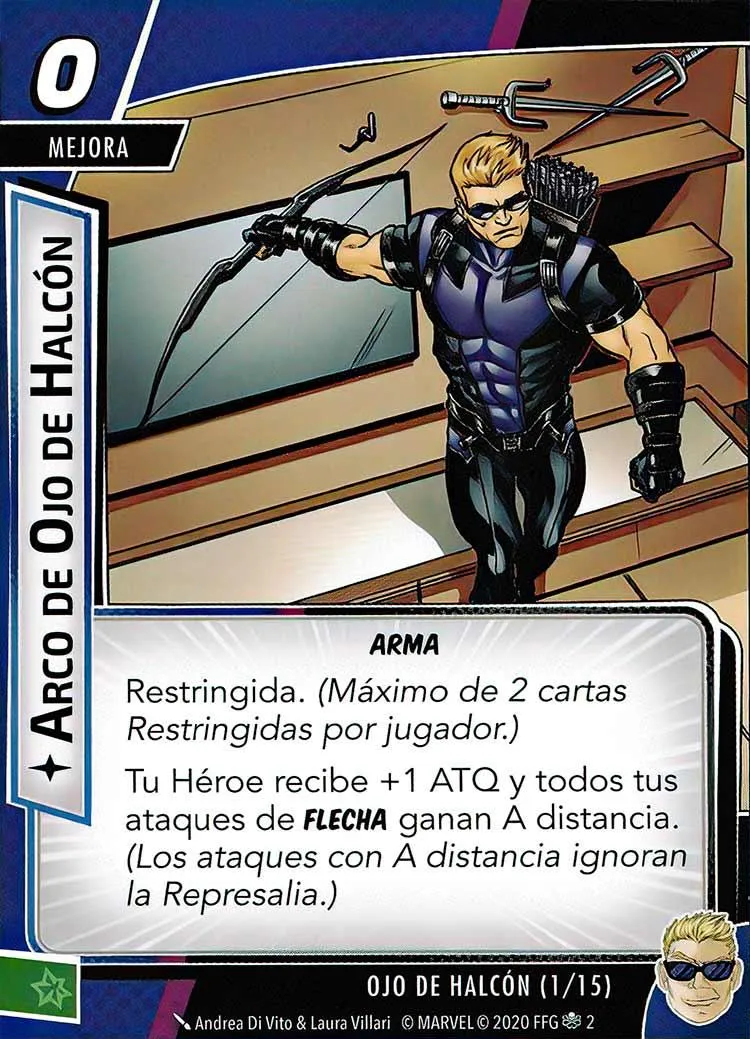 0
MEJORA
ARCO DE OJO DE HALCÓN
ARMA
Restringida. (Máximo de 2 cartas
Restringidas por jugador.)
Tu Héroe recibe +1 ATQ y todos tus
ataques de FLECHA ganan A distancia.
(Los ataques con A distancia ignoran
la Represalia.)
OJO DE HALCÓN (1/15)
Andrea Di Vito & Laura Villari © MARVEL © 2020 FFG 2